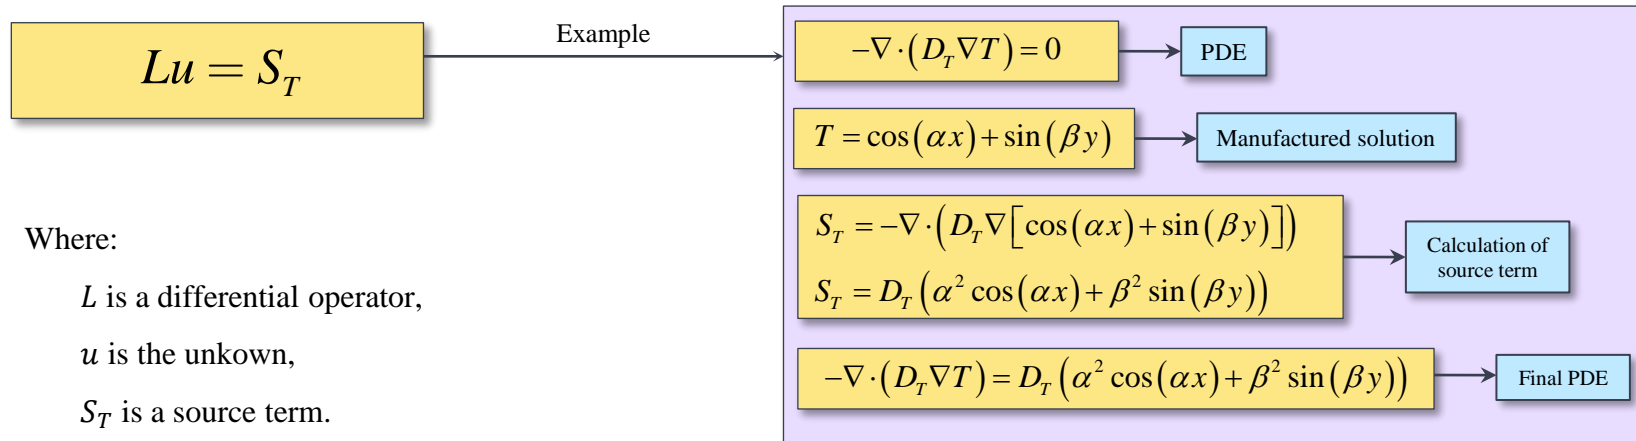 Lu = S_T
Example
−∇·(D_T∇T) = 0
PDE
T = cos(αx) + sin(βy)
Manufactured solution
S_T = −∇·(D_T∇[cos(αx) + sin(βy)])
S_T = D_T(α² cos(αx) + β² sin(βy))
Calculation of
source term
−∇·(D_T∇T) = D_T(α² cos(αx) + β² sin(βy))
Final PDE
Where:
L is a differential operator,
u is the unkown,
S_T is a source term.